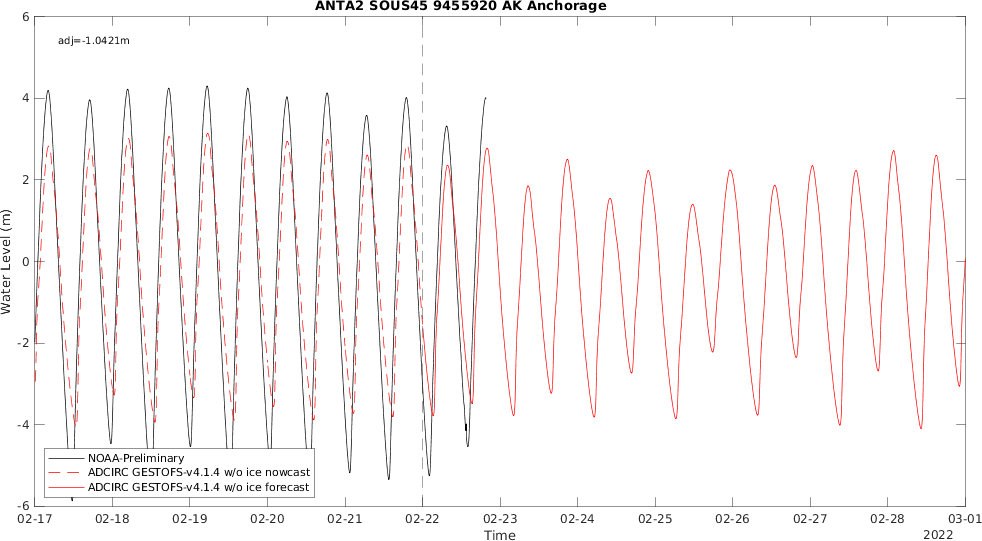 ANTA2 SOUS45 9455920 AK Anchorage
adj=-1.0421m
6
4
2
0
-2
-4
-6
Water Level (m)
NOAA-Preliminary
ADCIRC GESTOFS-v4.1.4 w/o ice nowcast
ADCIRC GESTOFS-v4.1.4 w/o ice forecast
02-17 02-18 02-19 02-20 02-21 02-22 02-23 02-24 02-25 02-26 02-27 02-28 03-01
Time
2022